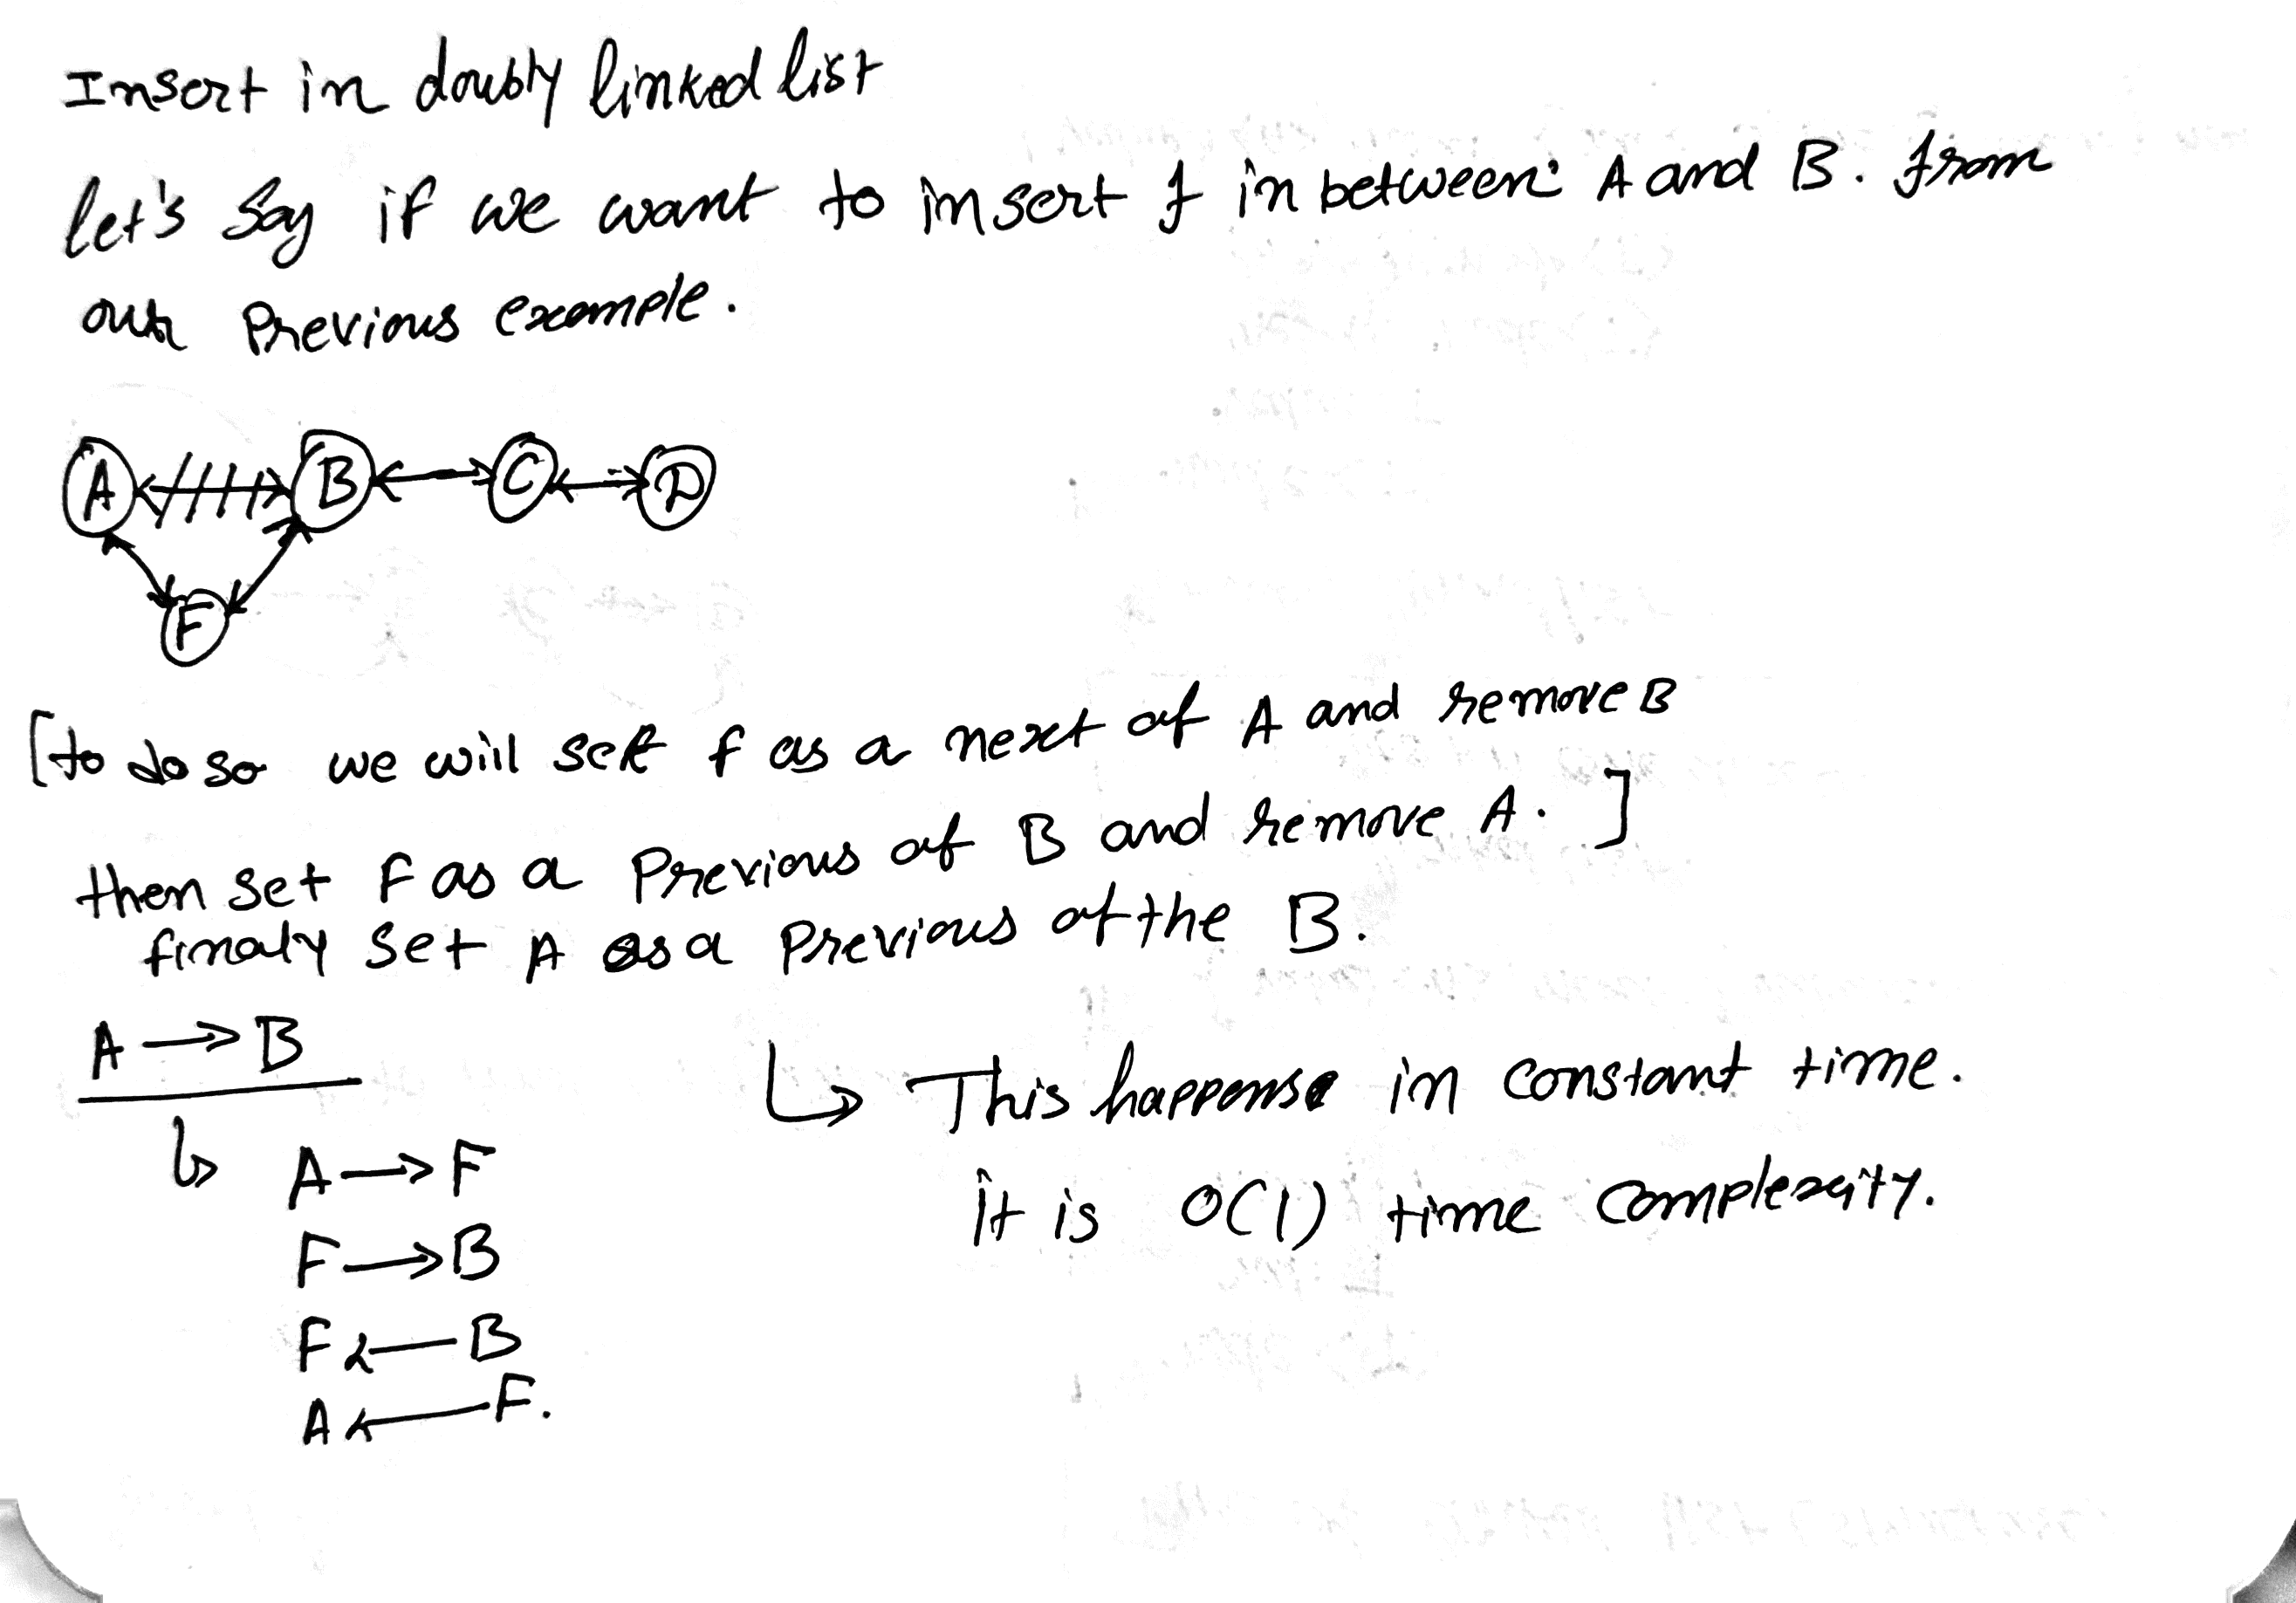 Insert in doubly linked list
let's say if we want to insert f in between A and B. from
our previous example.
A B C D
F
[to do so we will set f as a next of A and remove B
then set F as a previous of B and remove A. ]
finaly set A as a previous of the B.
A → B
↳ This happens in constant time.
↳ A → F
it is O(1) time complexity.
F → B
F ← B
A ← F.